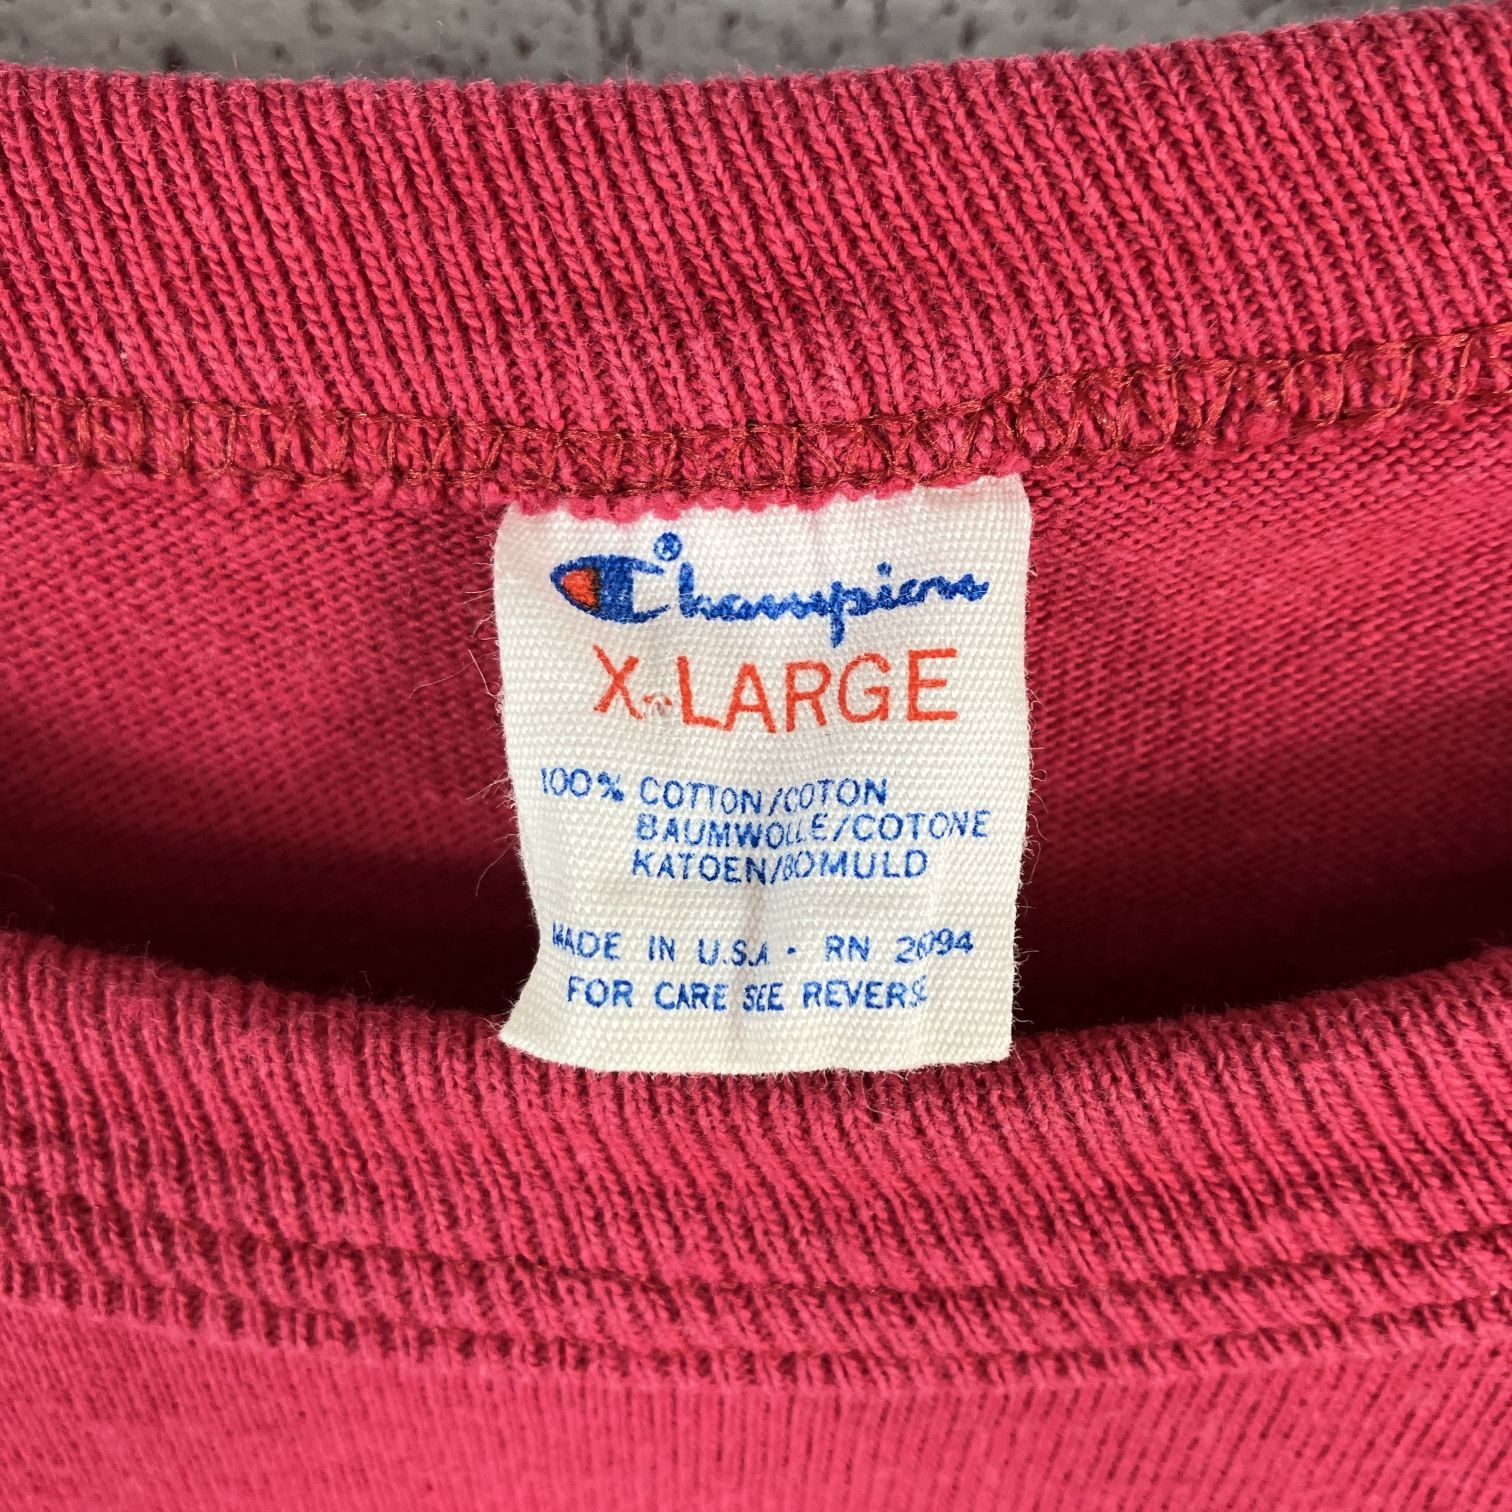 Champion®
X-LARGE
100% COTTON/COTON
BAUMWOLLE/COTONE
KATOEN/BOMULD
MADE IN U.S.A - RN 26094
FOR CARE SEE REVERSE